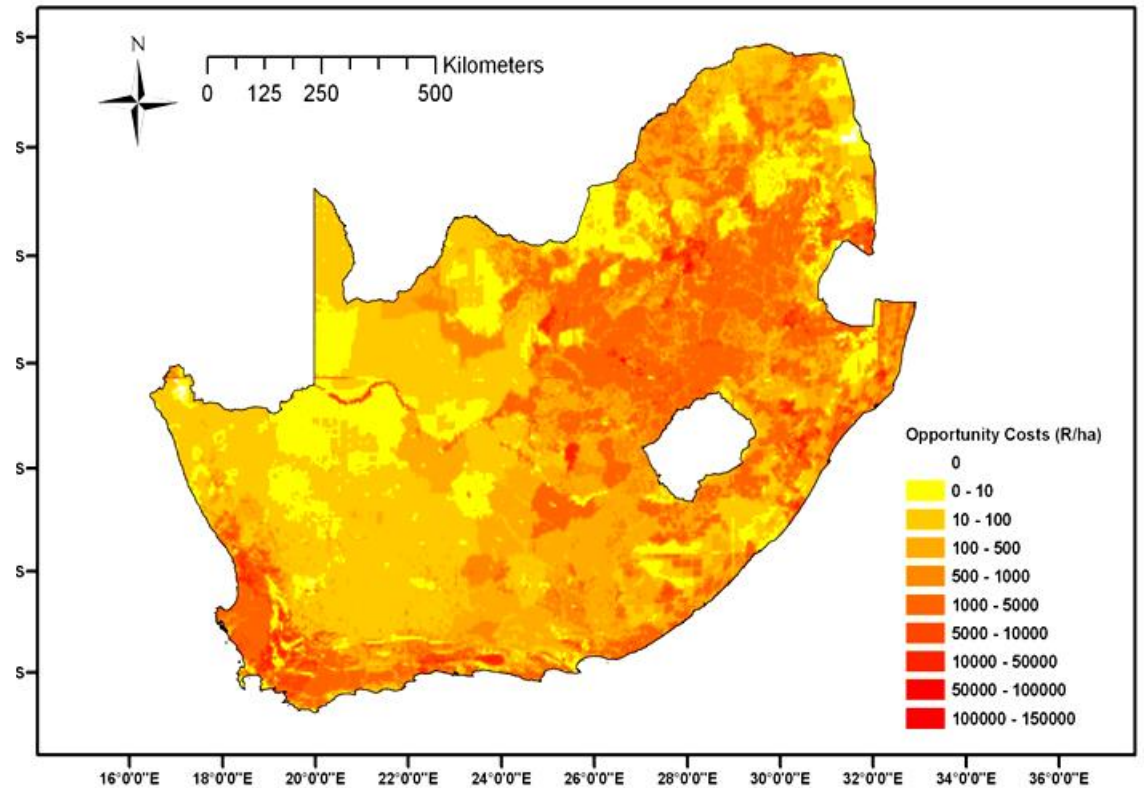 S
N
Kilometers
0 125 250 500
S
S
S
S
S
S
Opportunity Costs (R/ha)
0
0 - 10
10 - 100
100 - 500
500 - 1000
1000 - 5000
5000 - 10000
10000 - 50000
50000 - 100000
100000 - 150000
16°0'0"E 18°0'0"E 20°0'0"E 22°0'0"E 24°0'0"E 26°0'0"E 28°0'0"E 30°0'0"E 32°0'0"E 34°0'0"E 36°0'0"E